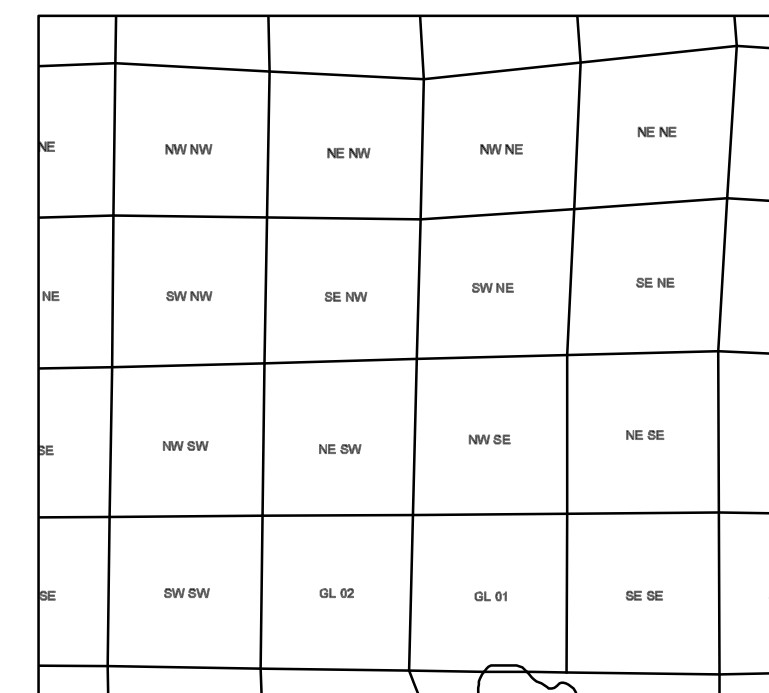 NE NW NW NE NW NW NE NE NE
NE SW NW SE NW SW NE SE NE
SE NW SW NE SW NW SE NE SE
SE SW SW GL 02 GL 01 SE SE